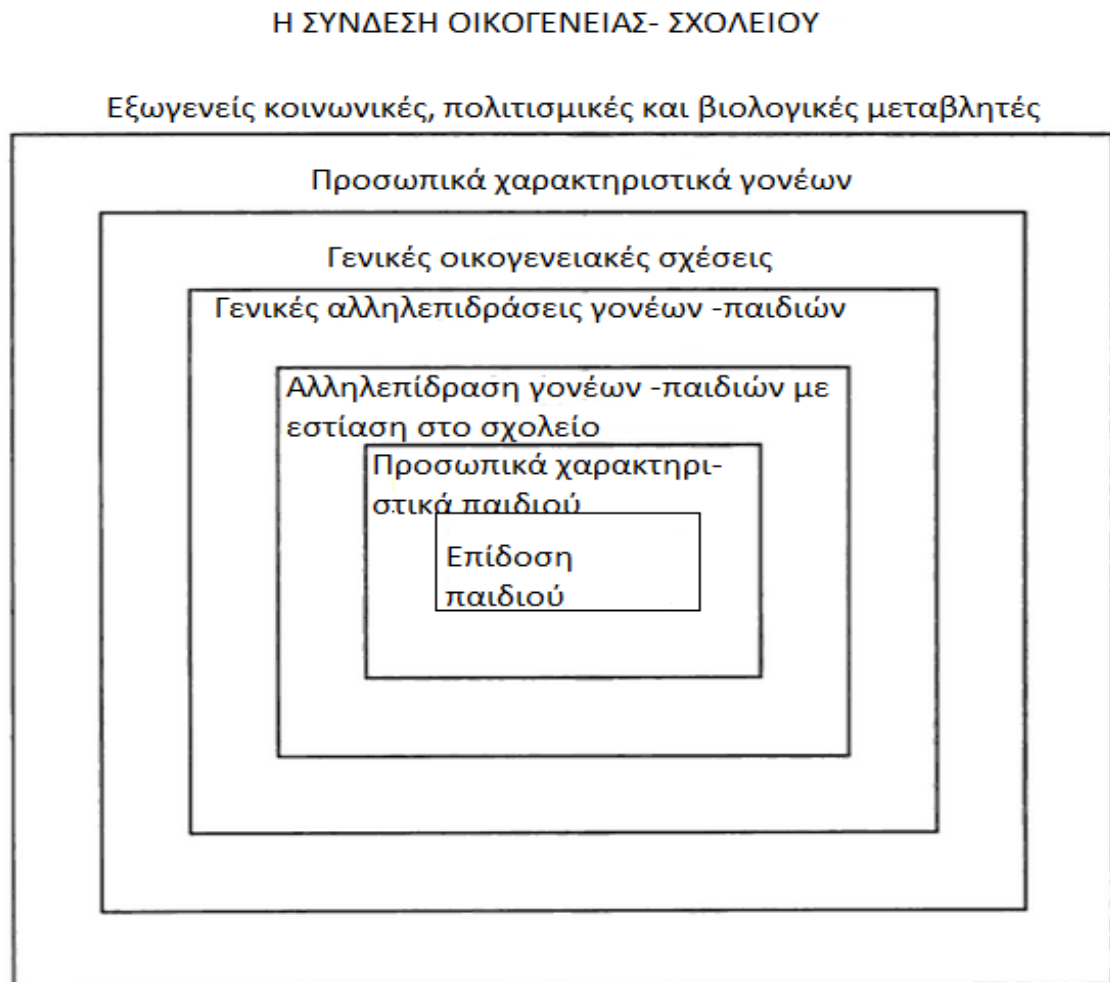 Η ΣΥΝΔΕΣΗ ΟΙΚΟΓΕΝΕΙΑΣ- ΣΧΟΛΕΙΟΥ
Εξωγενείς κοινωνικές, πολιτισμικές και βιολογικές μεταβλητές
Προσωπικά χαρακτηριστικά γονέων
Γενικές οικογενειακές σχέσεις
Γενικές αλληλεπιδράσεις γονέων -παιδιών
Αλληλεπίδραση γονέων -παιδιών με
εστίαση στο σχολείο
Προσωπικά χαρακτηρι-
στικά παιδιού
Επίδοση
παιδιού